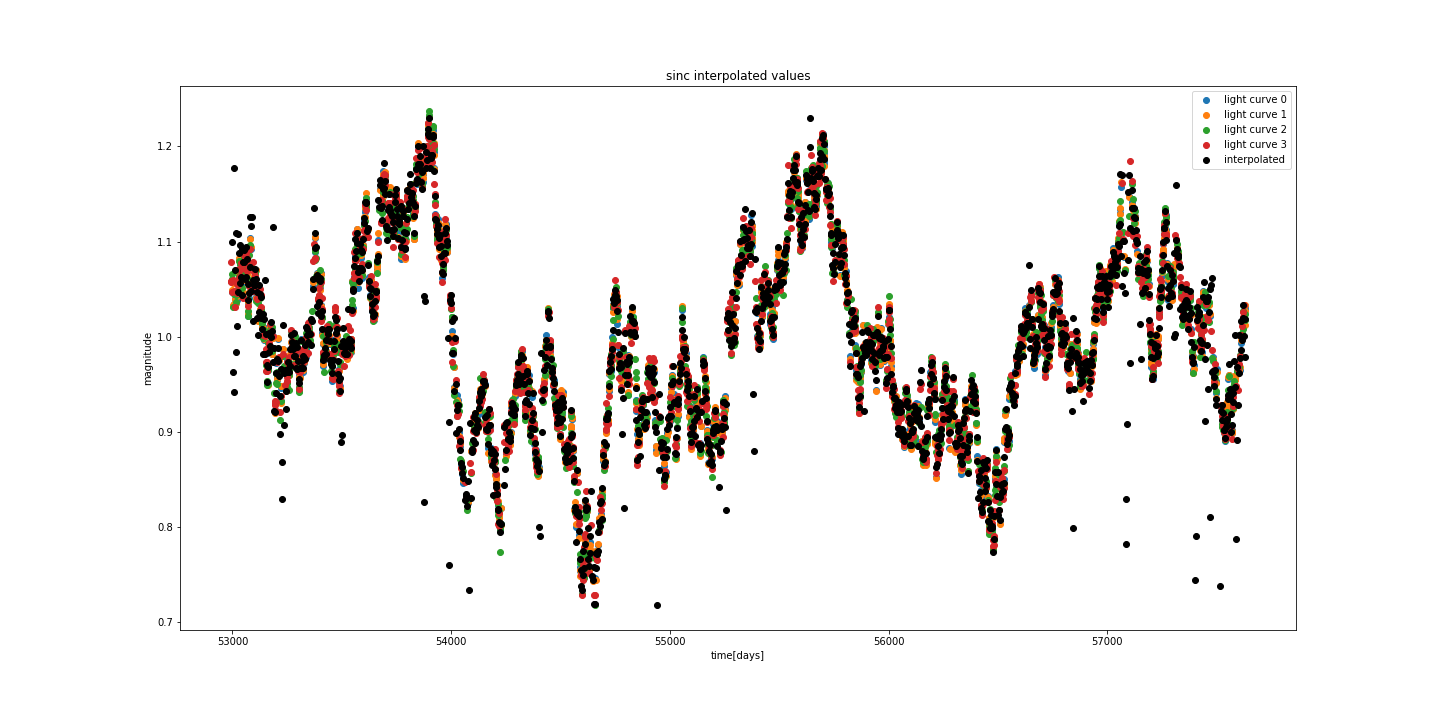 sinc interpolated values
light curve 0
light curve 1
light curve 2
light curve 3
interpolated
1.2
1.1
1.0
0.9
0.8
0.7
magnitude
53000 54000 55000 56000 57000
time[days]